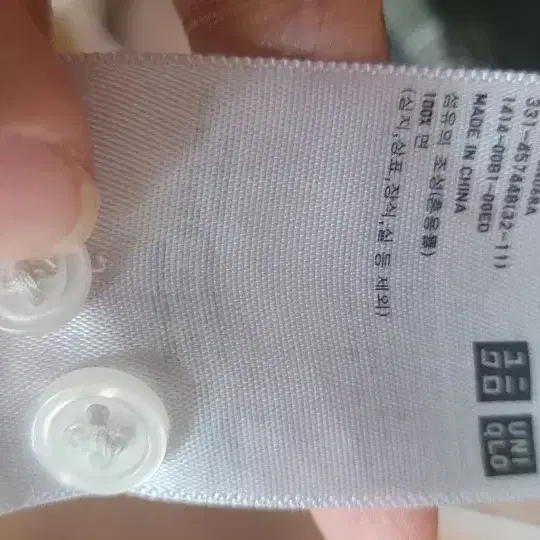 331-457448(32-11)
1414-0081-00ED
MADE IN CHINA
섬유의 조성(혼용률)
100% 면
(심지,상표,장식,실 등 제외)
ユニ
クロ
UNI
QLO